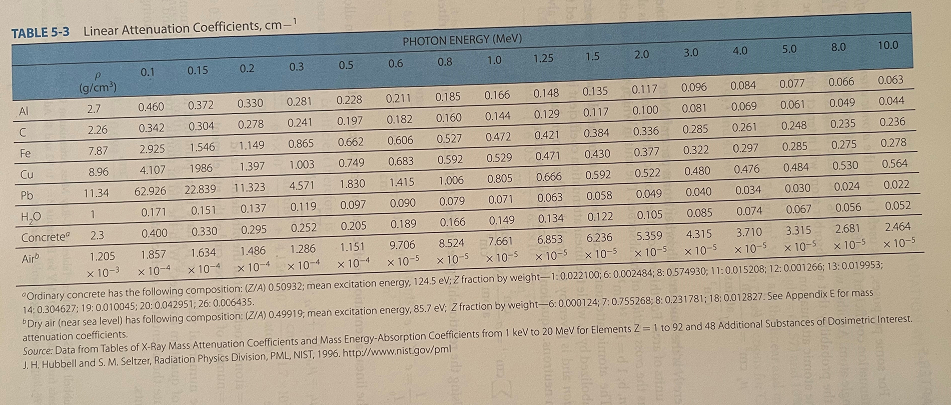 TABLE 5-3 Linear Attenuation Coefficients, cm−1
PHOTON ENERGY (MeV)
ρ (g/cm³) 0.1 0.15 0.2 0.3 0.5 0.6 0.8 1.0 1.25 1.5 2.0 3.0 4.0 5.0 8.0 10.0
Al 2.7 0.460 0.372 0.330 0.281 0.228 0.211 0.185 0.166 0.148 0.135 0.117 0.096 0.084 0.077 0.066 0.063
C 2.26 0.342 0.304 0.278 0.241 0.197 0.182 0.160 0.144 0.129 0.117 0.100 0.081 0.069 0.061 0.049 0.044
Fe 7.87 2.925 1.546 1.149 0.865 0.662 0.606 0.527 0.472 0.421 0.384 0.336 0.285 0.261 0.248 0.235 0.236
Cu 8.96 4.107 1986 1.397 1.003 0.749 0.683 0.592 0.529 0.471 0.430 0.377 0.322 0.297 0.285 0.275 0.278
Pb 11.34 62.926 22.839 11.323 4.571 1.830 1.415 1.006 0.805 0.666 0.592 0.522 0.480 0.476 0.484 0.530 0.564
H₂O 1 0.171 0.151 0.137 0.119 0.097 0.090 0.079 0.071 0.063 0.058 0.049 0.040 0.034 0.030 0.024 0.022
Concreteᵃ 2.3 0.400 0.330 0.295 0.252 0.205 0.189 0.166 0.149 0.134 0.122 0.105 0.085 0.074 0.067 0.056 0.052
Airᵇ 1.205 1.857 1.634 1.486 1.286 1.151 9.706 8.524 7.661 6.853 6.236 5.359 4.315 3.710 3.315 2.681 2.464
× 10−3 × 10−4 × 10−4 × 10−4 × 10−4 × 10−4 × 10−5 × 10−5 × 10−5 × 10−5 × 10−5 × 10−5 × 10−5 × 10−5 × 10−5 × 10−5 × 10−5
ᵃOrdinary concrete has the following composition: (Z/A) 0.50932; mean excitation energy, 124.5 eV; Z fraction by weight—1: 0.022100; 6: 0.002484; 8: 0.574930; 11: 0.015208; 12: 0.001266; 13: 0.019953;
14: 0.304627; 19: 0.010045; 20: 0.042951; 26: 0.006435.
ᵇDry air (near sea level) has following composition: (Z/A) 0.49919; mean excitation energy, 85.7 eV; Z fraction by weight—6: 0.000124; 7: 0.755268; 8: 0.231781; 18: 0.012827. See Appendix E for mass
attenuation coefficients.
Source: Data from Tables of X-Ray Mass Attenuation Coefficients and Mass Energy-Absorption Coefficients from 1 keV to 20 MeV for Elements Z = 1 to 92 and 48 Additional Substances of Dosimetric Interest.
J. H. Hubbell and S. M. Seltzer, Radiation Physics Division, PML, NIST, 1996. http://www.nist.gov/pml